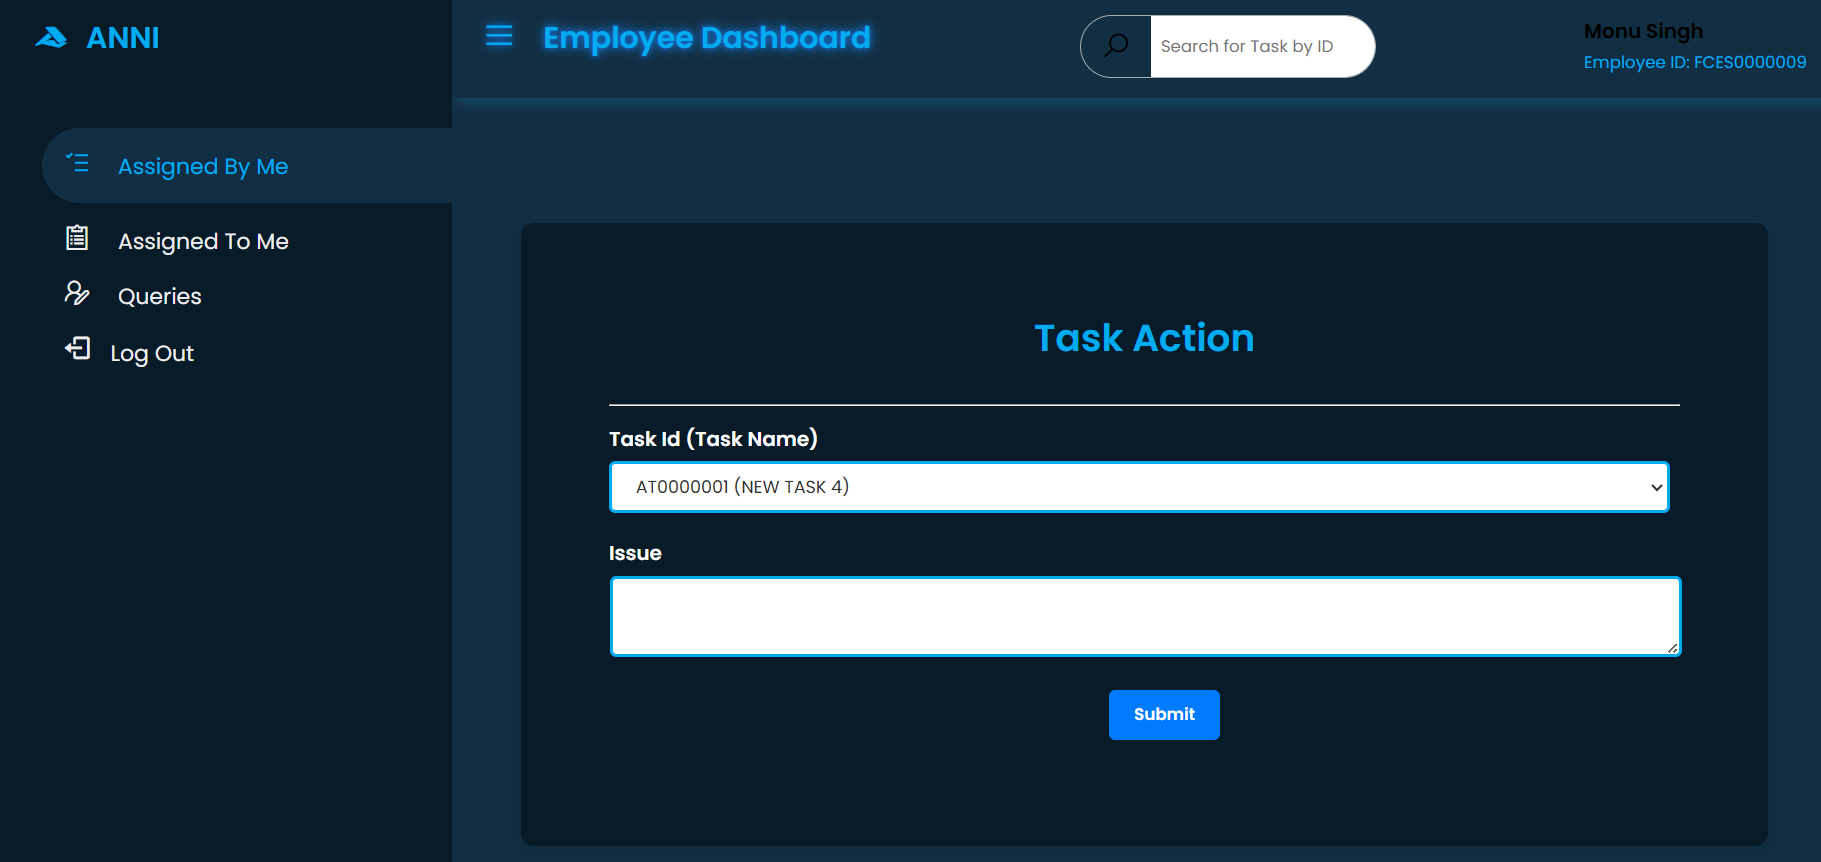 ANNI
Employee Dashboard
Search for Task by ID
Monu Singh
Employee ID: FCES0000009
Assigned By Me
Assigned To Me
Queries
Log Out
Task Action
Task Id (Task Name)
AT0000001 (NEW TASK 4)
Issue
Submit